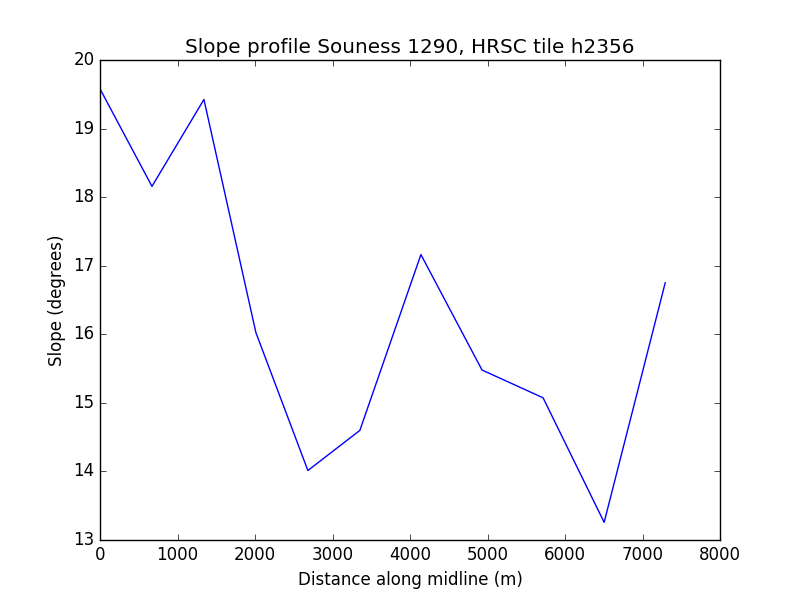 Slope profile Souness 1290, HRSC tile h2356
20
19
18
17
16
15
14
13
Slope (degrees)
0 1000 2000 3000 4000 5000 6000 7000 8000
Distance along midline (m)